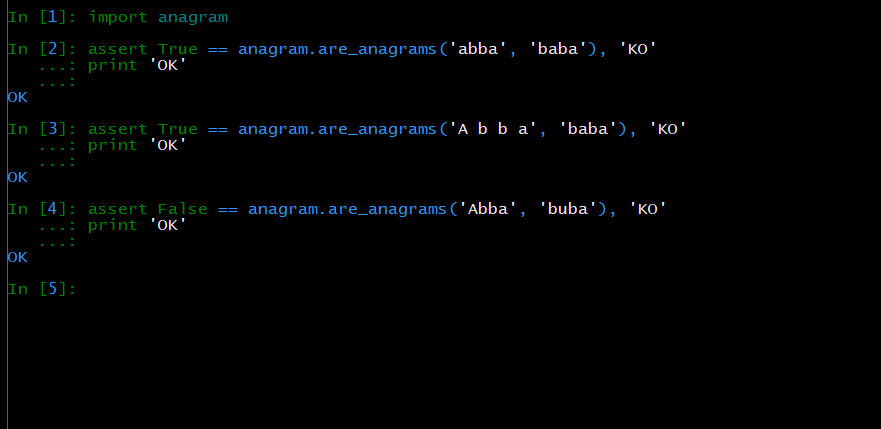 In [1]: import anagram
In [2]: assert True == anagram.are_anagrams('abba', 'baba'), 'KO'
   ...: print 'OK'
   ...:
OK
In [3]: assert True == anagram.are_anagrams('A b b a', 'baba'), 'KO'
   ...: print 'OK'
   ...:
OK
In [4]: assert False == anagram.are_anagrams('Abba', 'buba'), 'KO'
   ...: print 'OK'
   ...:
OK
In [5]: